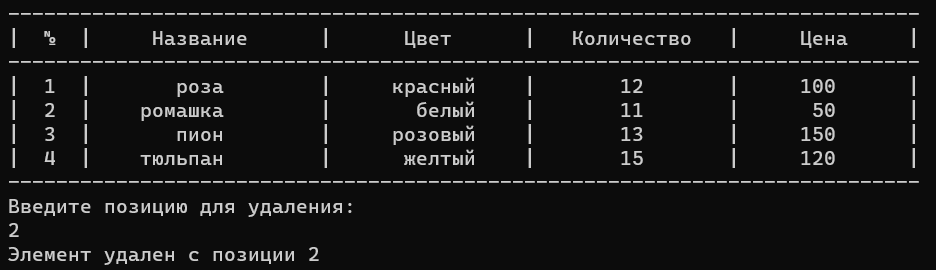 | № | Название | Цвет | Количество | Цена |
| 1 | роза | красный | 12 | 100 |
| 2 | ромашка | белый | 11 | 50 |
| 3 | пион | розовый | 13 | 150 |
| 4 | тюльпан | желтый | 15 | 120 |
Введите позицию для удаления:
2
Элемент удален с позиции 2